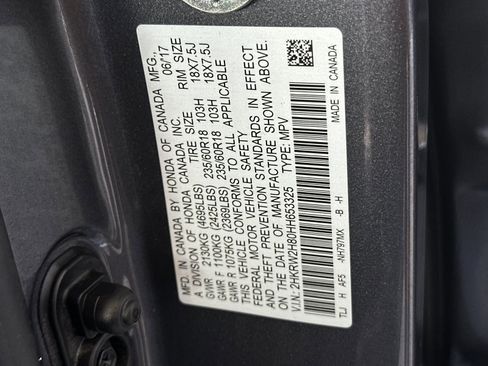 MFD. IN CANADA BY HONDA OF CANADA MFG.,
A DIVISION OF HONDA CANADA INC. 06/17
TIRE SIZE RIM SIZE
GVWR 2130KG (4695LBS)
GAWR F 1100KG (2425LBS) 235/60R18 103H 18X7.5J
GAWR R 1075KG (2369LBS) 235/60R18 103H 18X7.5J
THIS VEHICLE CONFORMS TO ALL APPLICABLE
FEDERAL MOTOR VEHICLE SAFETY, BUMPER,
AND THEFT PREVENTION STANDARDS IN EFFECT
ON THE DATE OF MANUFACTURE SHOWN ABOVE.
V.I.N.: 2HKRW2H80HH653325 TYPE: MPV
TLJ H AF5 -NH797MX -B -H MADE IN CANADA